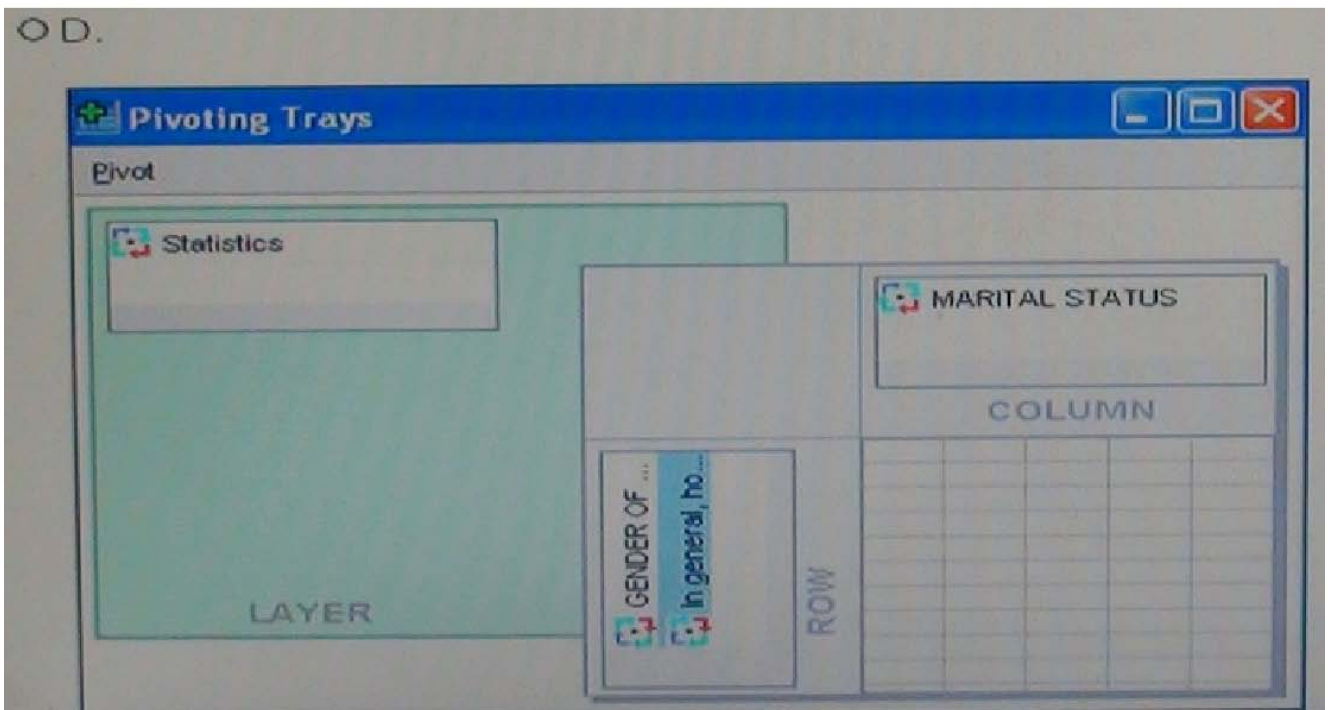 O D.
Pivoting Trays
Pivot
Statistics
MARITAL STATUS
COLUMN
GENDER OF ...
In general, ho...
ROW
LAYER